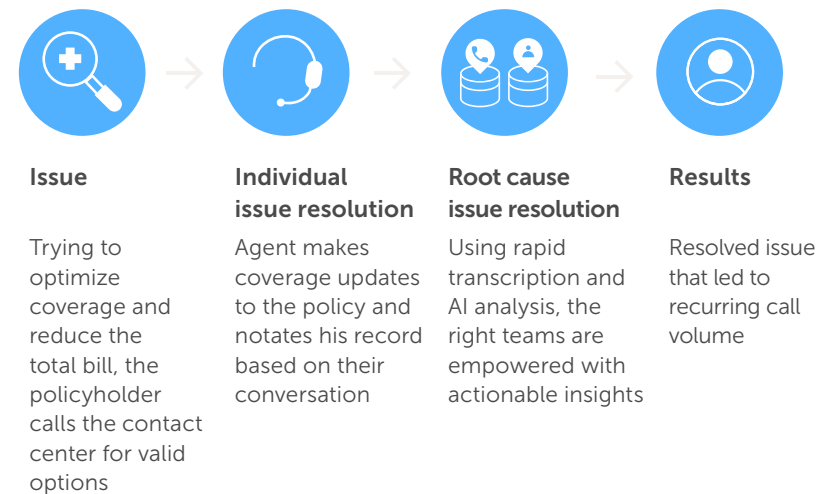 Issue
Trying to
optimize
coverage and
reduce the
total bill, the
policyholder
calls the contact
center for valid
options
Individual
issue resolution
Agent makes
coverage updates
to the policy and
notates his record
based on their
conversation
Root cause
issue resolution
Using rapid
transcription and
AI analysis, the
right teams are
empowered with
actionable insights
Results
Resolved issue
that led to
recurring call
volume